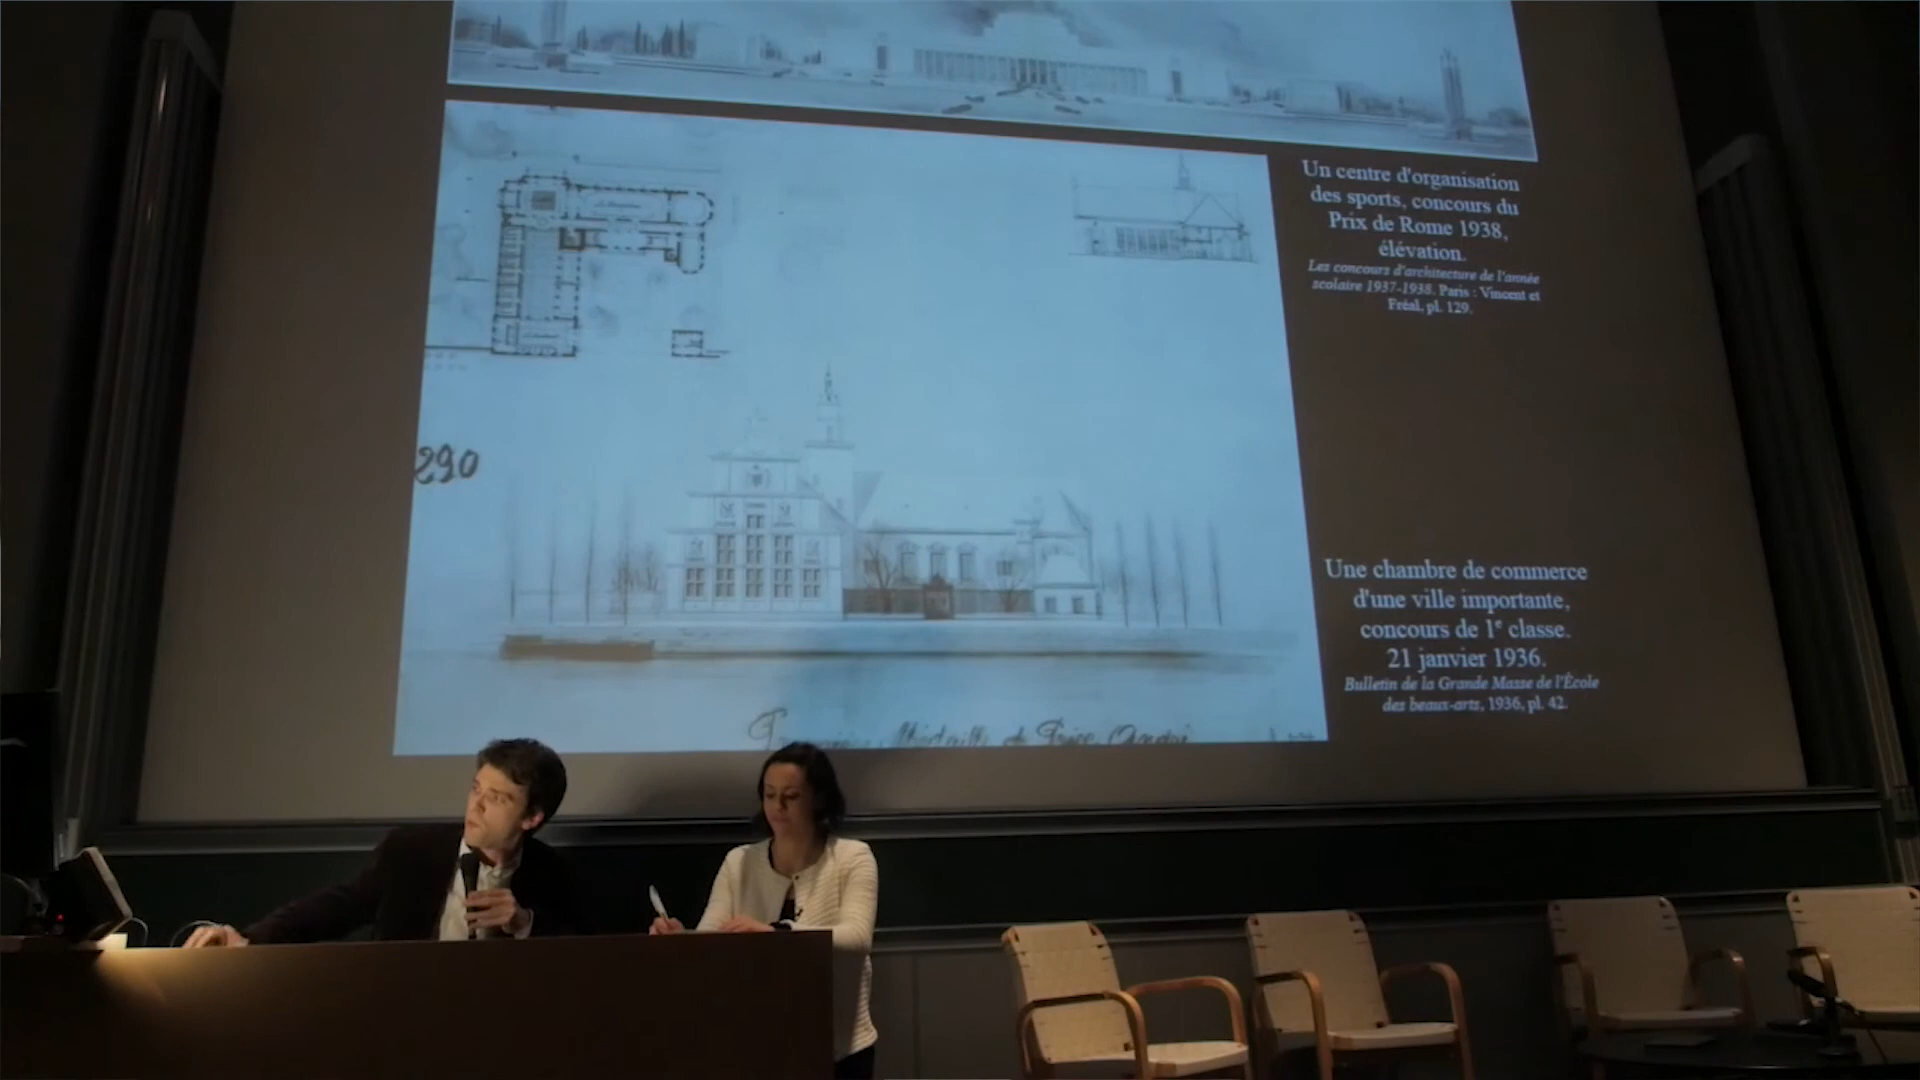 Un centre d'organisation
des sports, concours du
Prix de Rome 1938,
élévation.
Les concours d'architecture de l'année
scolaire 1937-1938. Paris : Vincent et
Fréal, pl. 129.
290
Une chambre de commerce
d'une ville importante,
concours de 1e classe.
21 janvier 1936.
Bulletin de la Grande Masse de l'École
des beaux-arts, 1936, pl. 42.
Médaille et